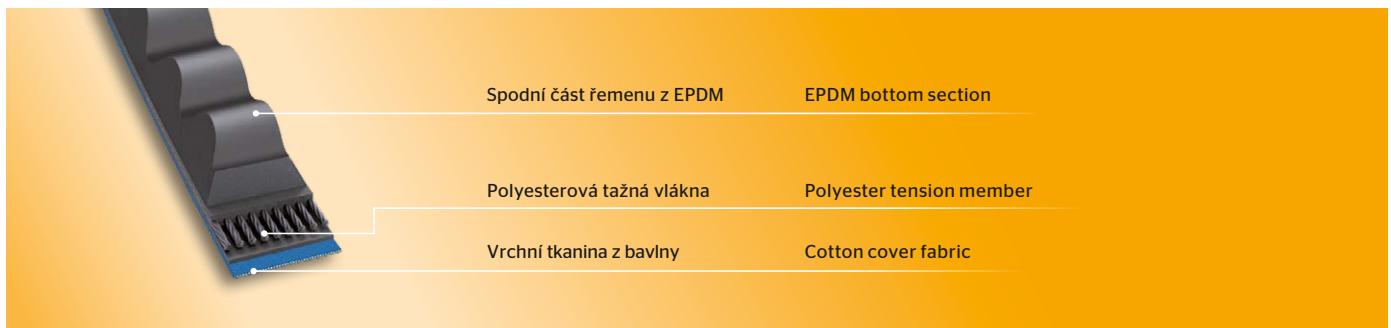 Spodní část řemenu z EPDM EPDM bottom section
Polyesterová tažná vlákna Polyester tension member
Vrchní tkanina z bavlny Cotton cover fabric